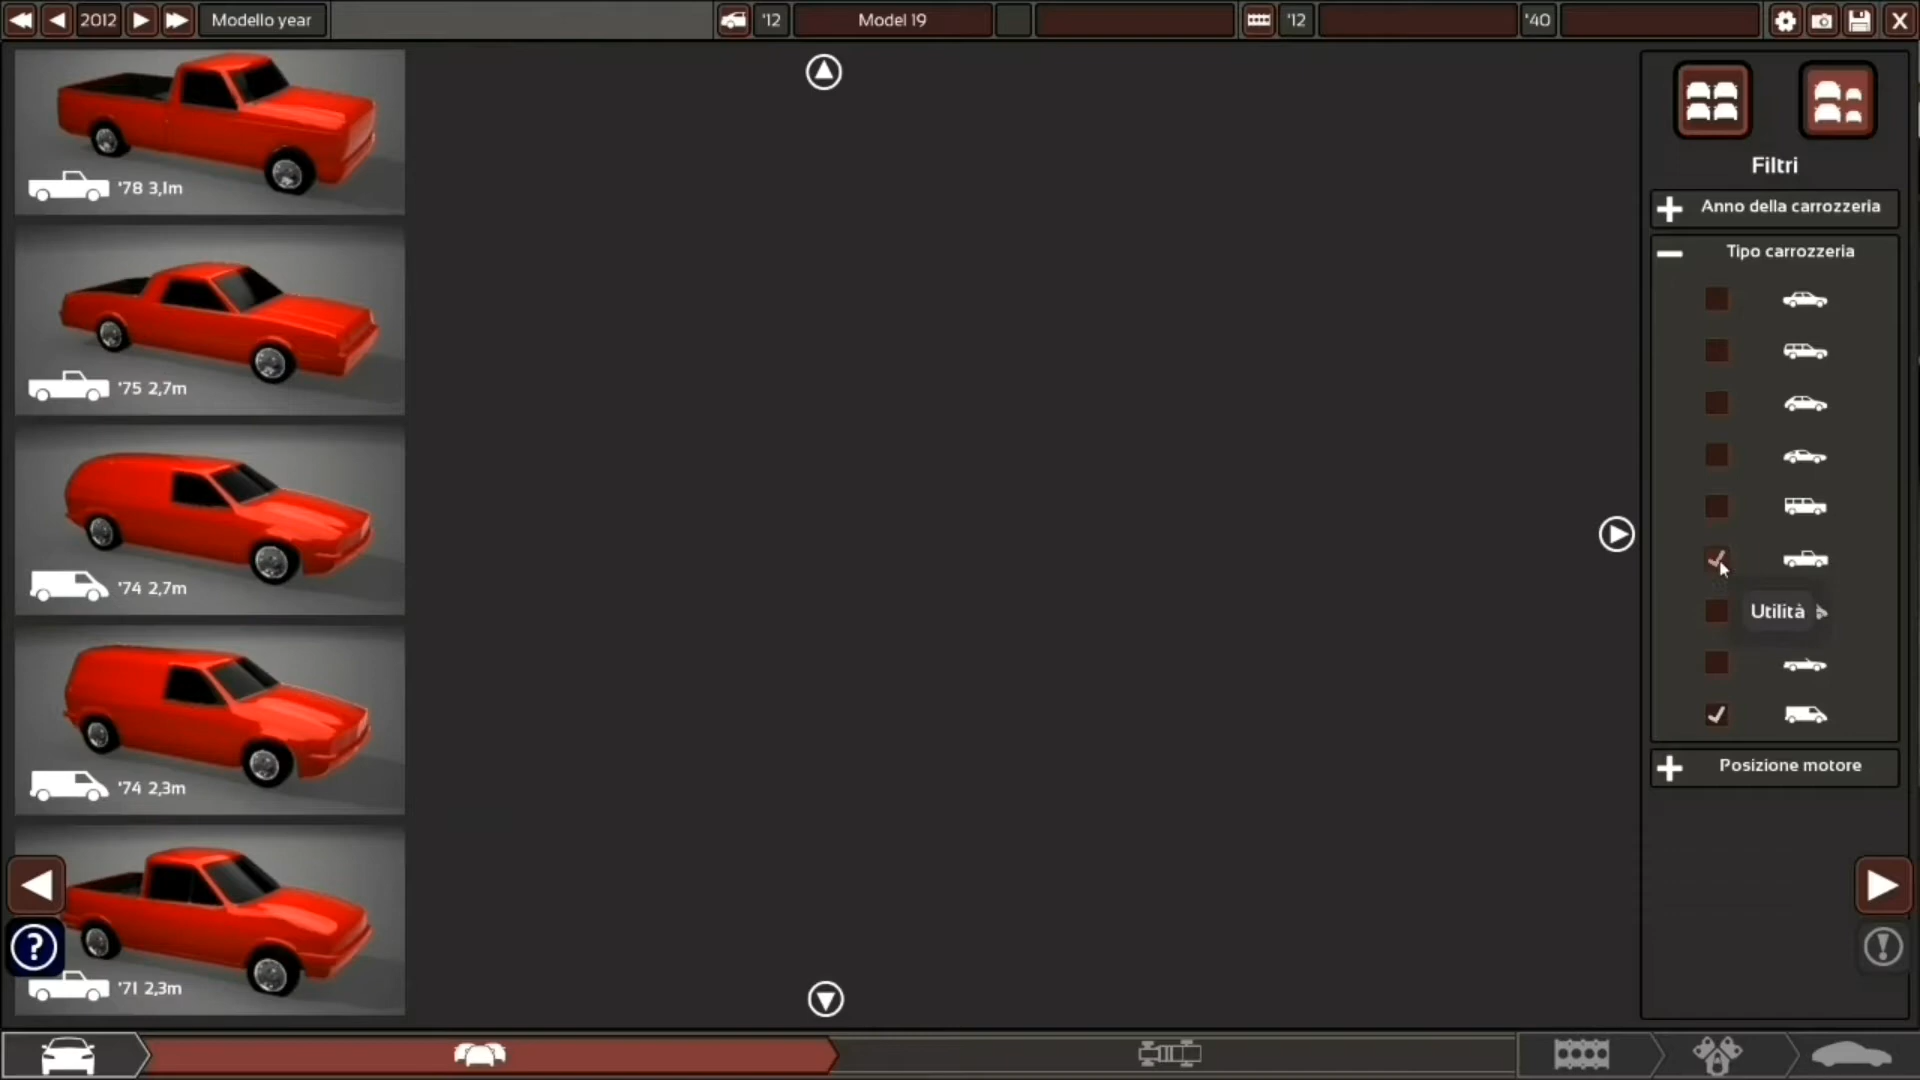 2012
Modello year
'12
Model 19
'12
'40
'78 3,1m
'75 2,7m
'74 2,7m
'74 2,3m
'71 2,3m
Filtri
Anno della carrozzeria
Tipo carrozzeria
Utilità
Posizione motore